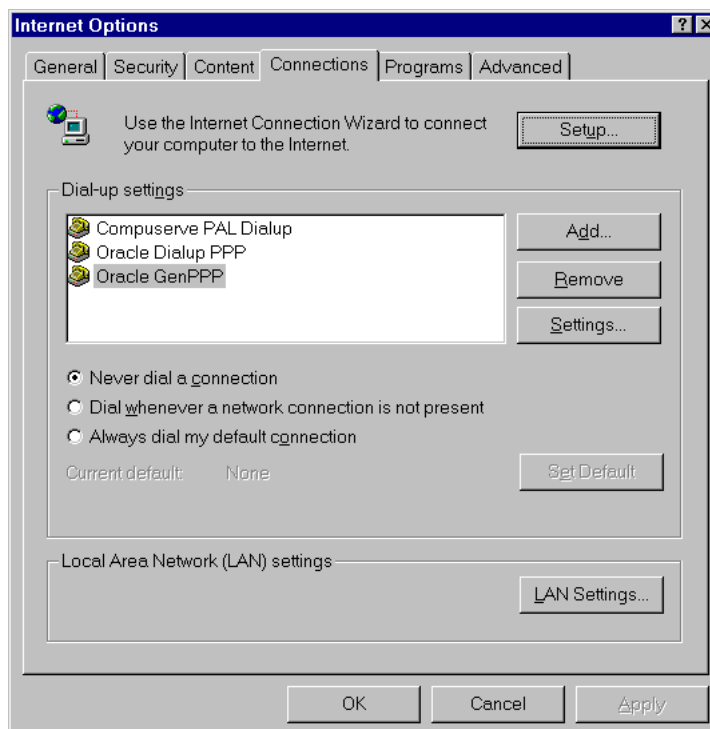 Internet Options
General Security Content Connections Programs Advanced
Use the Internet Connection Wizard to connect
your computer to the Internet.
Setup...
Dial-up settings
Compuserve PAL Dialup
Oracle Dialup PPP
Oracle GenPPP
Add...
Remove
Settings...
Never dial a connection
Dial whenever a network connection is not present
Always dial my default connection
Current default: None
Set Default
Local Area Network (LAN) settings
LAN Settings...
OK Cancel Apply